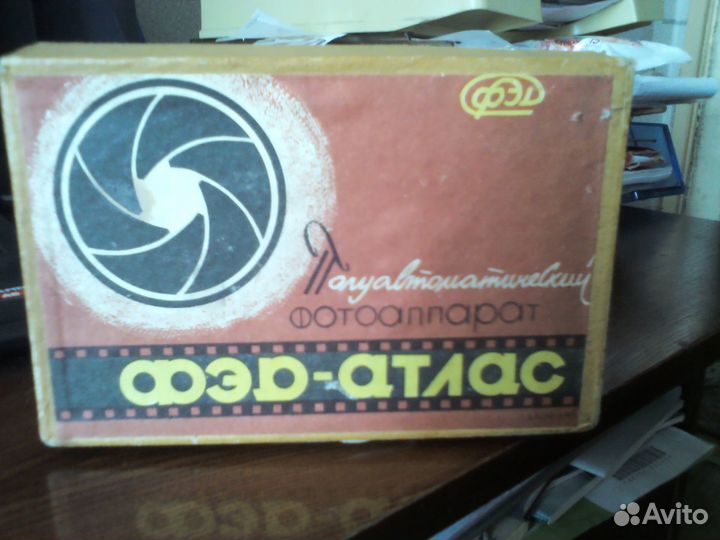 ФЭД
Полуавтоматический
фотоаппарат
ФЭД-АТЛАС
Avito